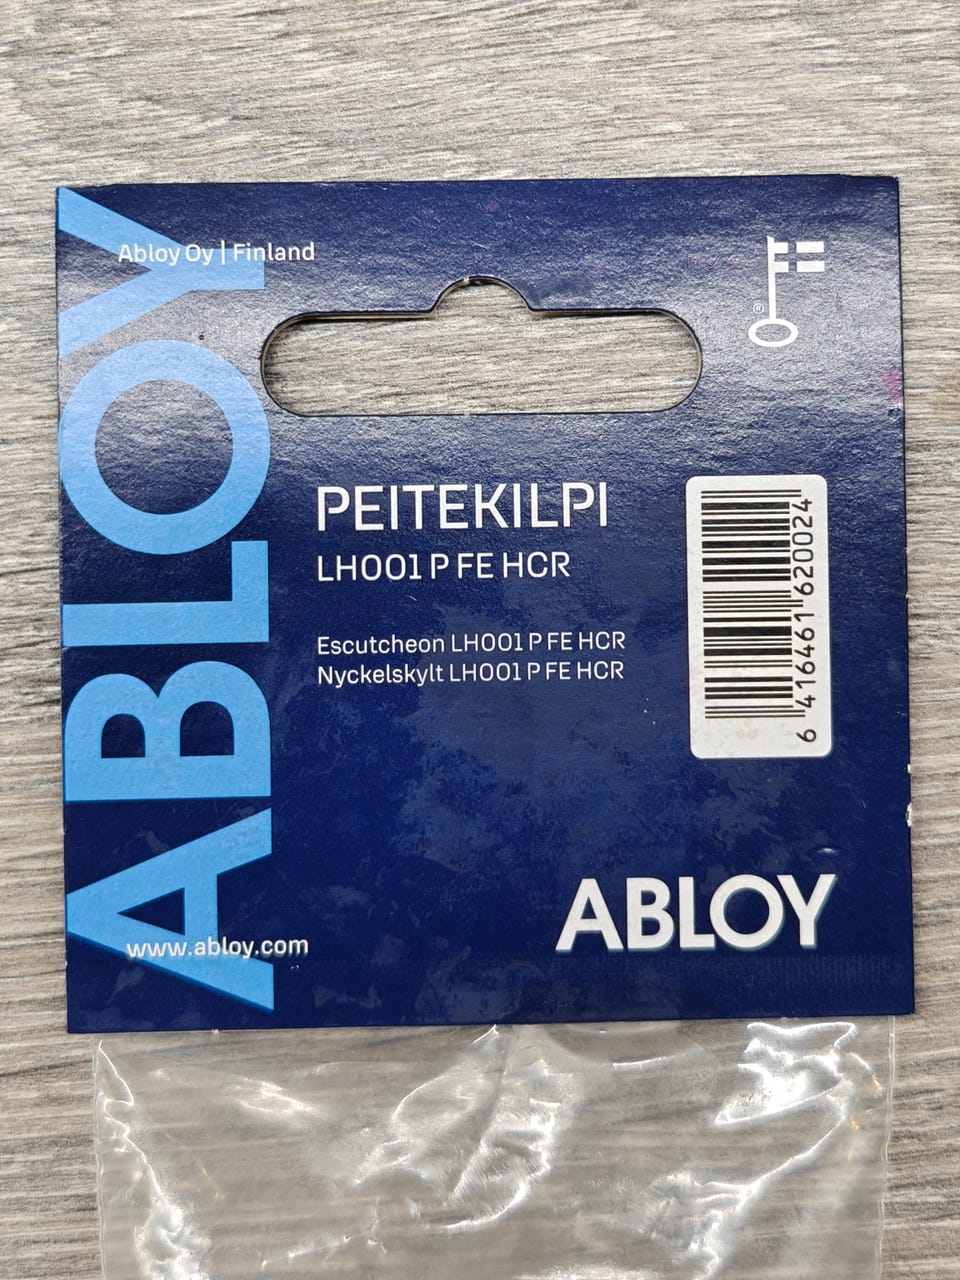 Abloy Oy | Finland
ABLOY
®
PEITEKILPI
LH001 P FE HCR
Escutcheon LH001 P FE HCR
Nyckelskylt LH001 P FE HCR
6 416461 620024
ABLOY
www.abloy.com